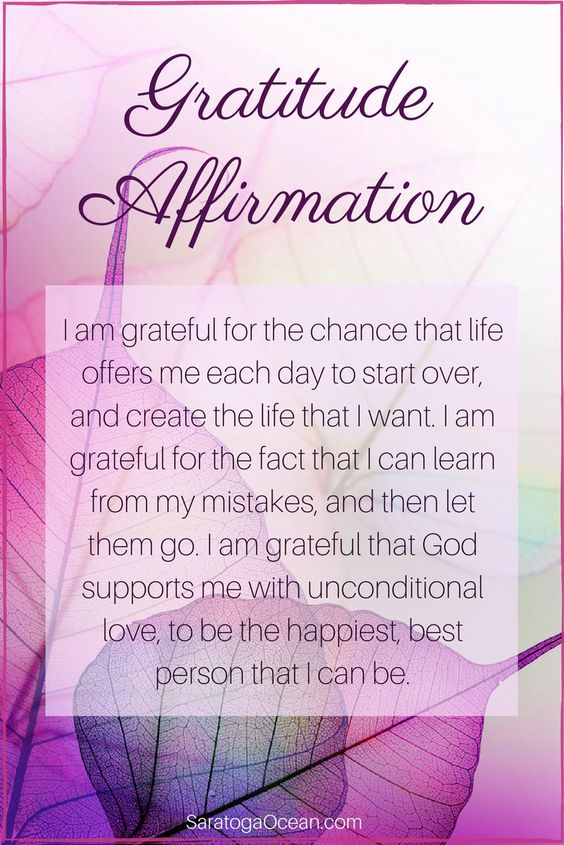 Gratitude
Affirmation
I am grateful for the chance that life
offers me each day to start over,
and create the life that I want. I am
grateful for the fact that I can learn
from my mistakes, and then let
them go. I am grateful that God
supports me with unconditional
love, to be the happiest, best
person that I can be.
SaratogaOcean.com